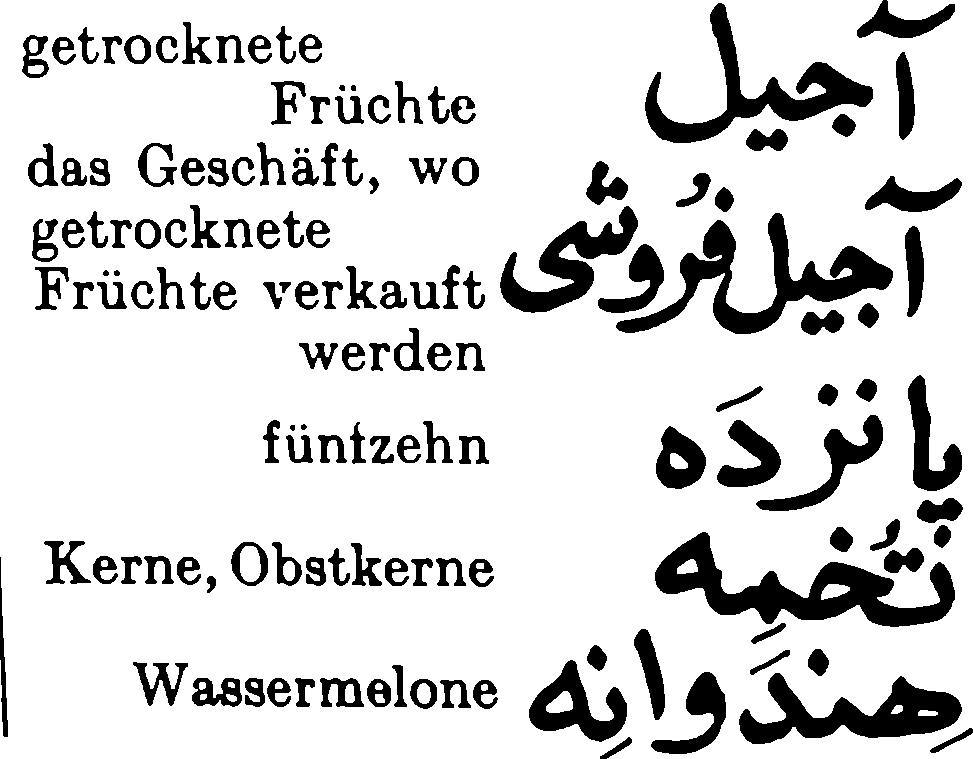 getrocknete
Früchte آجیل
das Geschäft, wo
getrocknete
Früchte verkauft
werden آجیل فُروشی
fünfzehn پانزدَه
Kerne, Obstkerne تُخمِه
Wassermelone هِندَوانِه